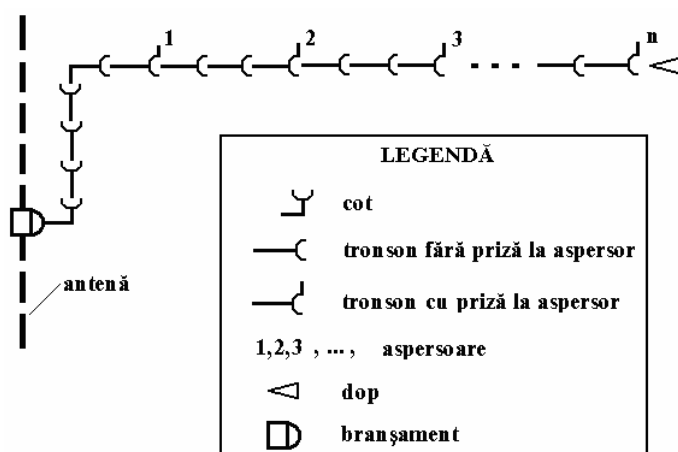 1 2 3 n
antenă
LEGENDĂ
cot
tronson fără priză la aspersor
tronson cu priză la aspersor
1,2,3 , ... , aspersoare
dop
branşament